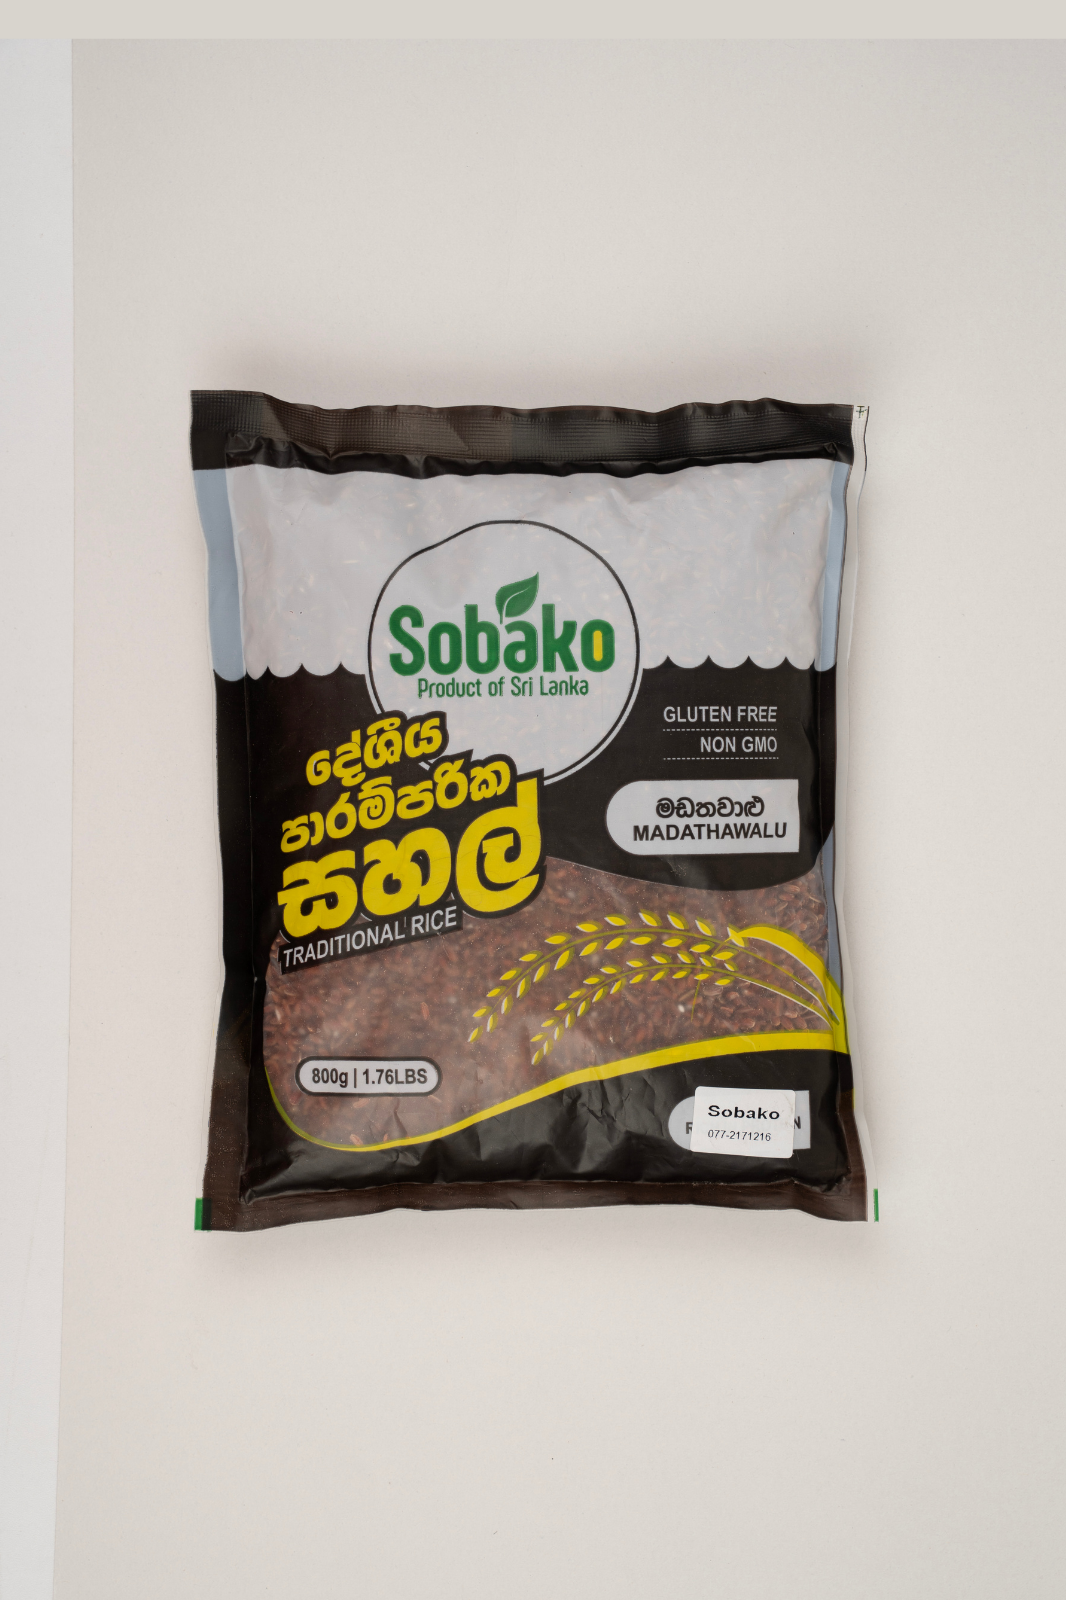 Sobako
Product of Sri Lanka
GLUTEN FREE
NON GMO
දේශීය
පාරම්පරික
සහල්
TRADITIONAL RICE
මඩතවාළු
MADATHAWALU
800g | 1.76LBS
Sobako
077-2171216